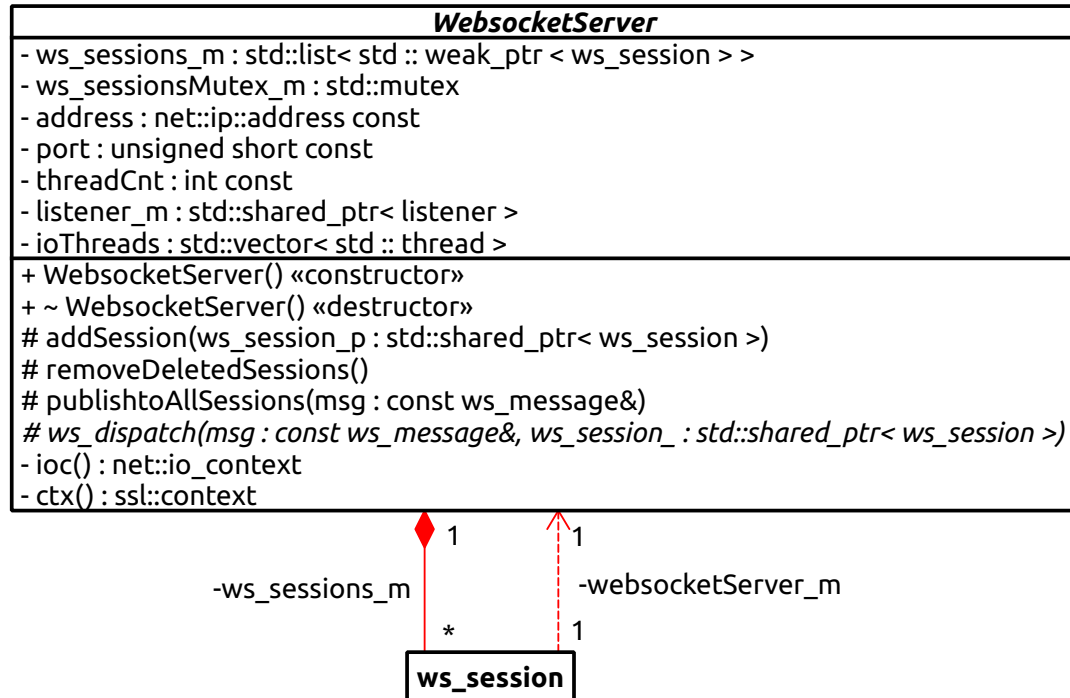 WebsocketServer
- ws_sessions_m : std::list< std :: weak_ptr < ws_session > >
- ws_sessionsMutex_m : std::mutex
- address : net::ip::address const
- port : unsigned short const
- threadCnt : int const
- listener_m : std::shared_ptr< listener >
- ioThreads : std::vector< std :: thread >
+ WebsocketServer() «constructor»
+ ~ WebsocketServer() «destructor»
# addSession(ws_session_p : std::shared_ptr< ws_session >)
# removeDeletedSessions()
# publishtoAllSessions(msg : const ws_message&)
# ws_dispatch(msg : const ws_message&, ws_session_ : std::shared_ptr< ws_session >)
- ioc() : net::io_context
- ctx() : ssl::context
1 1
-ws_sessions_m -websocketServer_m
* 1
ws_session